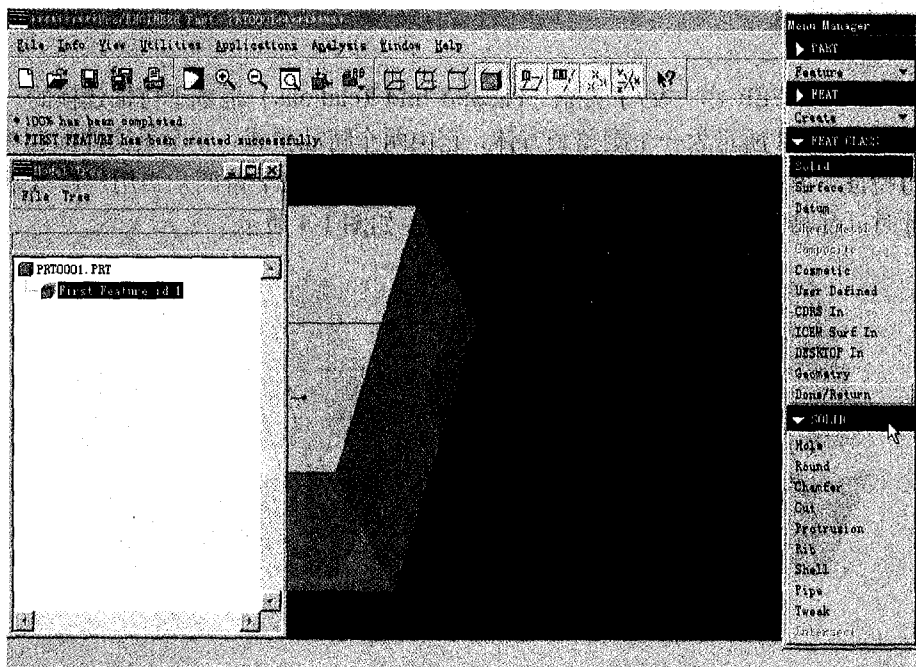 File Info View Utilities Applications Analysis Window Help
• 100% has been completed.
• FIRST FEATURE has been created successfully.
File Tree
PRT0001.PRT
First Feature id 1
Menu Manager
PART
Feature
FEAT
Create
FEAT CLASS
Solid
Surface
Datum
Sheet Metal
Composite
Cosmetic
User Defined
CDRS In
ICEM Surf In
DESKTOP In
Geometry
Done/Return
SOLID
Hole
Round
Chamfer
Cut
Protrusion
Rib
Shell
Pipe
Tweak
Intersect